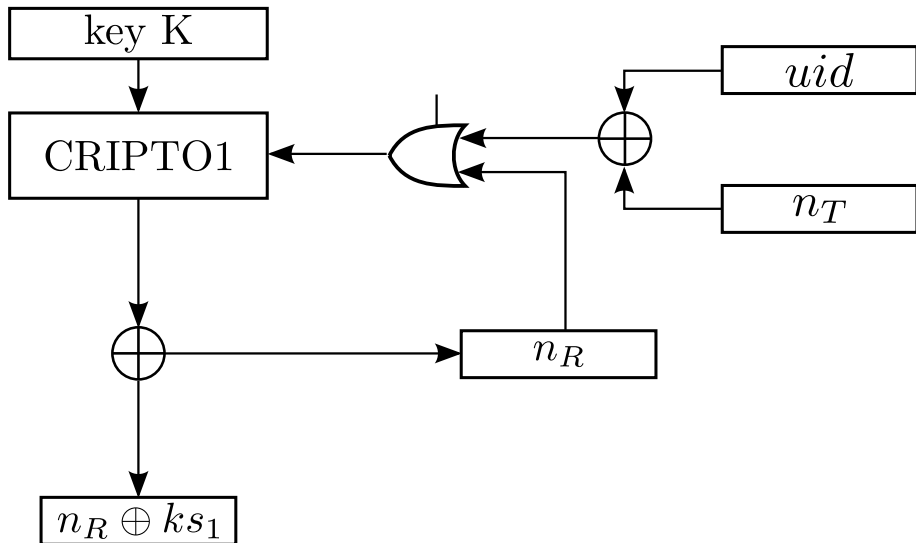 key K
uid
CRIPTO1
n_T
n_R
n_R ⊕ ks_1